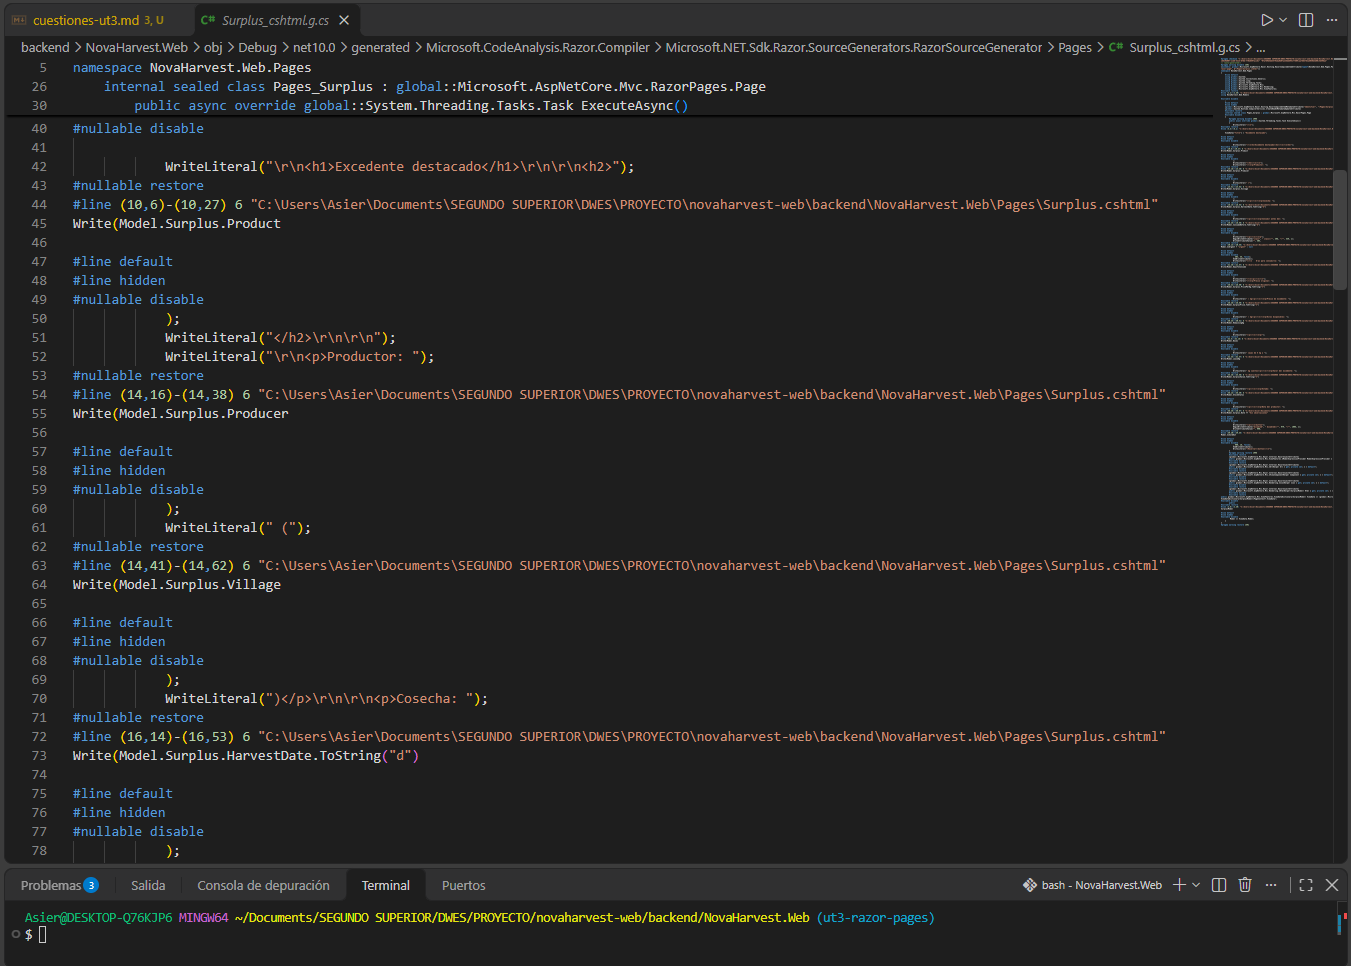 cuestiones-ut3.md 3, U
C# Surplus_cshtml.g.cs
backend > NovaHarvest.Web > obj > Debug > net10.0 > generated > Microsoft.CodeAnalysis.Razor.Compiler > Microsoft.NET.Sdk.Razor.SourceGenerators.RazorSourceGenerator > Pages > C# Surplus_cshtml.g.cs > ...
5 namespace NovaHarvest.Web.Pages
26 internal sealed class Pages_Surplus : global::Microsoft.AspNetCore.Mvc.RazorPages.Page
30 public async override global::System.Threading.Tasks.Task ExecuteAsync()
40 #nullable disable
41
42 WriteLiteral("\r\n<h1>Excedente destacado</h1>\r\n\r\n<h2>");
43 #nullable restore
44 #line (10,6)-(10,27) 6 "C:\Users\Asier\Documents\SEGUNDO SUPERIOR\DWES\PROYECTO\novaharvest-web\backend\NovaHarvest.Web\Pages\Surplus.cshtml"
45 Write(Model.Surplus.Product
46
47 #line default
48 #line hidden
49 #nullable disable
50 );
51 WriteLiteral("</h2>\r\n\r\n");
52 WriteLiteral("\r\n<p>Productor: ");
53 #nullable restore
54 #line (14,16)-(14,38) 6 "C:\Users\Asier\Documents\SEGUNDO SUPERIOR\DWES\PROYECTO\novaharvest-web\backend\NovaHarvest.Web\Pages\Surplus.cshtml"
55 Write(Model.Surplus.Producer
56
57 #line default
58 #line hidden
59 #nullable disable
60 );
61 WriteLiteral(" (");
62 #nullable restore
63 #line (14,41)-(14,62) 6 "C:\Users\Asier\Documents\SEGUNDO SUPERIOR\DWES\PROYECTO\novaharvest-web\backend\NovaHarvest.Web\Pages\Surplus.cshtml"
64 Write(Model.Surplus.Village
65
66 #line default
67 #line hidden
68 #nullable disable
69 );
70 WriteLiteral(")</p>\r\n\r\n<p>Cosecha: ");
71 #nullable restore
72 #line (16,14)-(16,53) 6 "C:\Users\Asier\Documents\SEGUNDO SUPERIOR\DWES\PROYECTO\novaharvest-web\backend\NovaHarvest.Web\Pages\Surplus.cshtml"
73 Write(Model.Surplus.HarvestDate.ToString("d")
74
75 #line default
76 #line hidden
77 #nullable disable
78 );
Problemas 3 Salida Consola de depuración Terminal Puertos bash - NovaHarvest.Web
Asier@DESKTOP-Q76KJP6 MINGW64 ~/Documents/SEGUNDO SUPERIOR/DWES/PROYECTO/novaharvest-web/backend/NovaHarvest.Web (ut3-razor-pages)
$